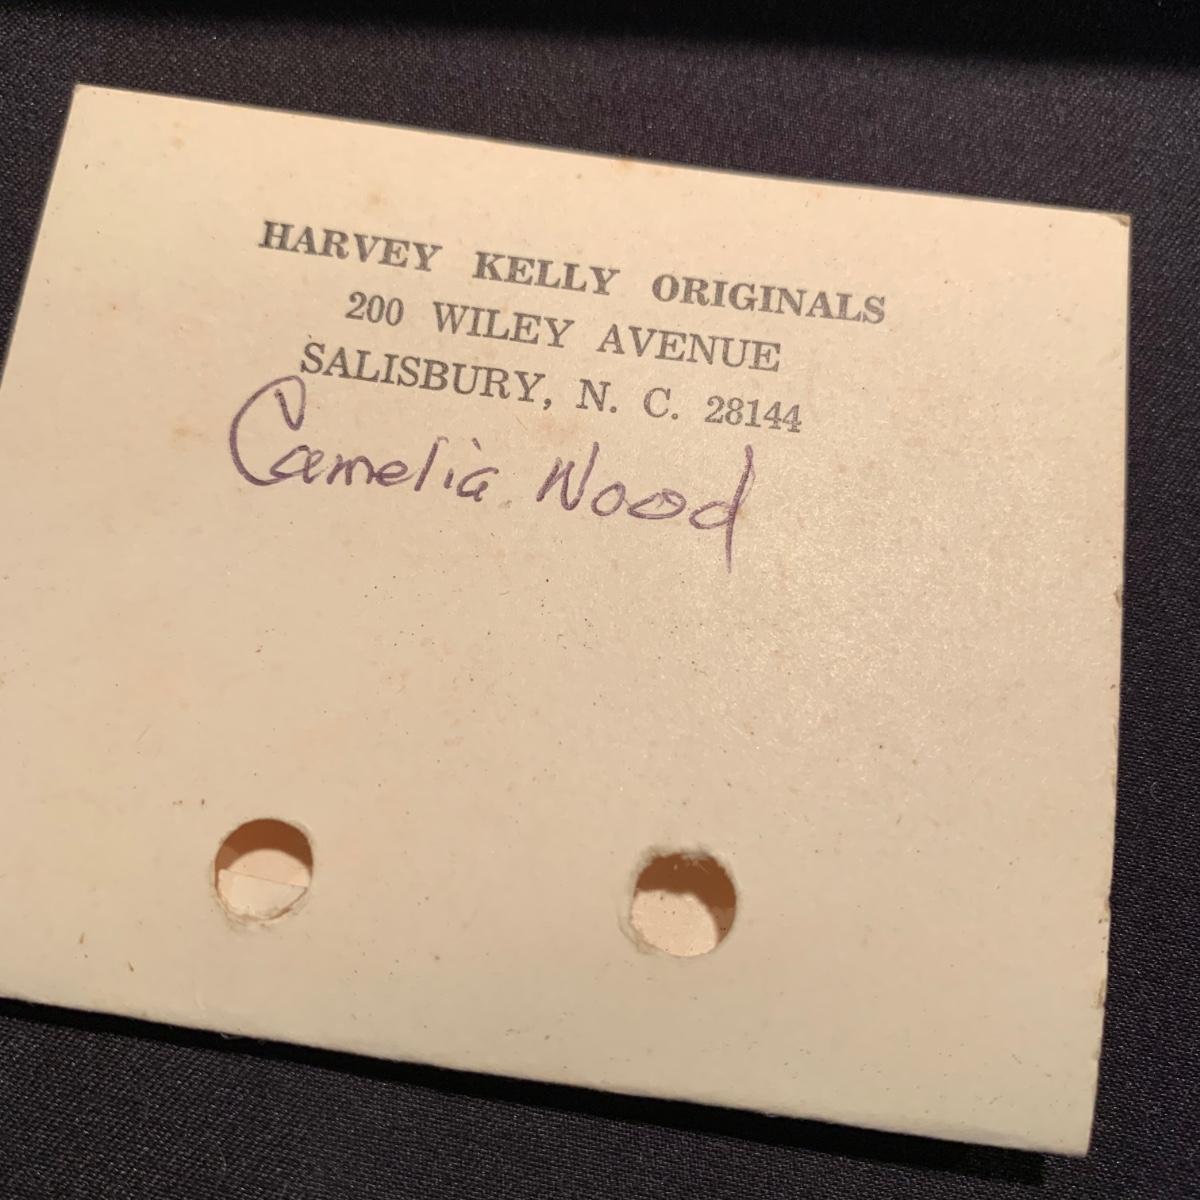 HARVEY KELLY ORIGINALS
200 WILEY AVENUE
SALISBURY, N. C. 28144
Camelia Wood